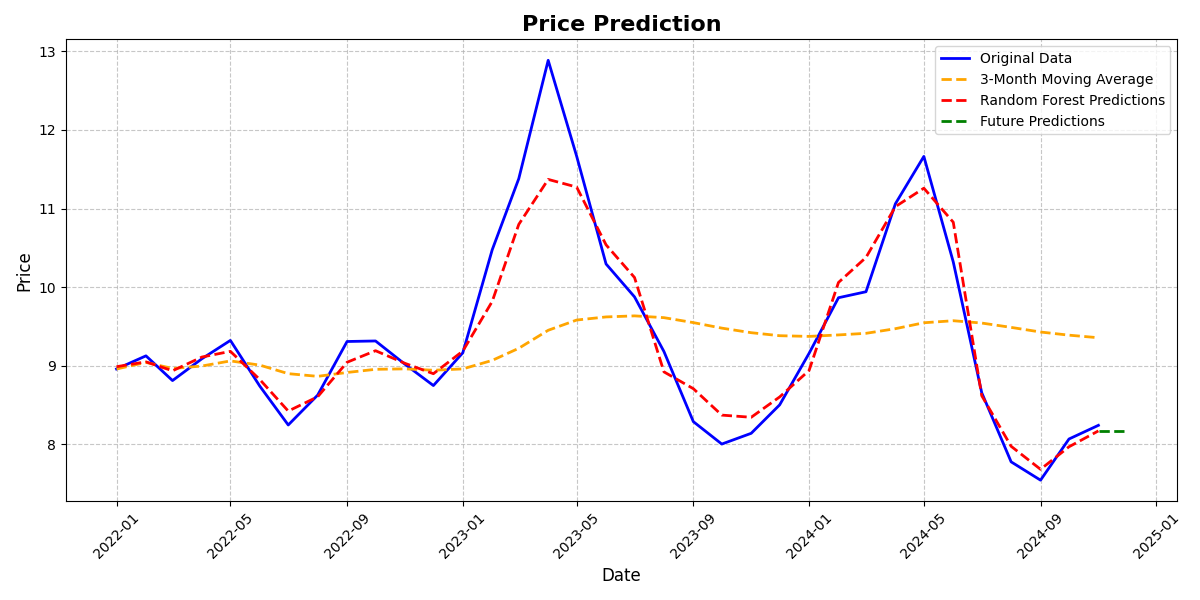 Price Prediction
Original Data
3-Month Moving Average
Random Forest Predictions
Future Predictions
Price
13
12
11
10
9
8
2022-01
2022-05
2022-09
2023-01
2023-05
2023-09
2024-01
2024-05
2024-09
2025-01
Date